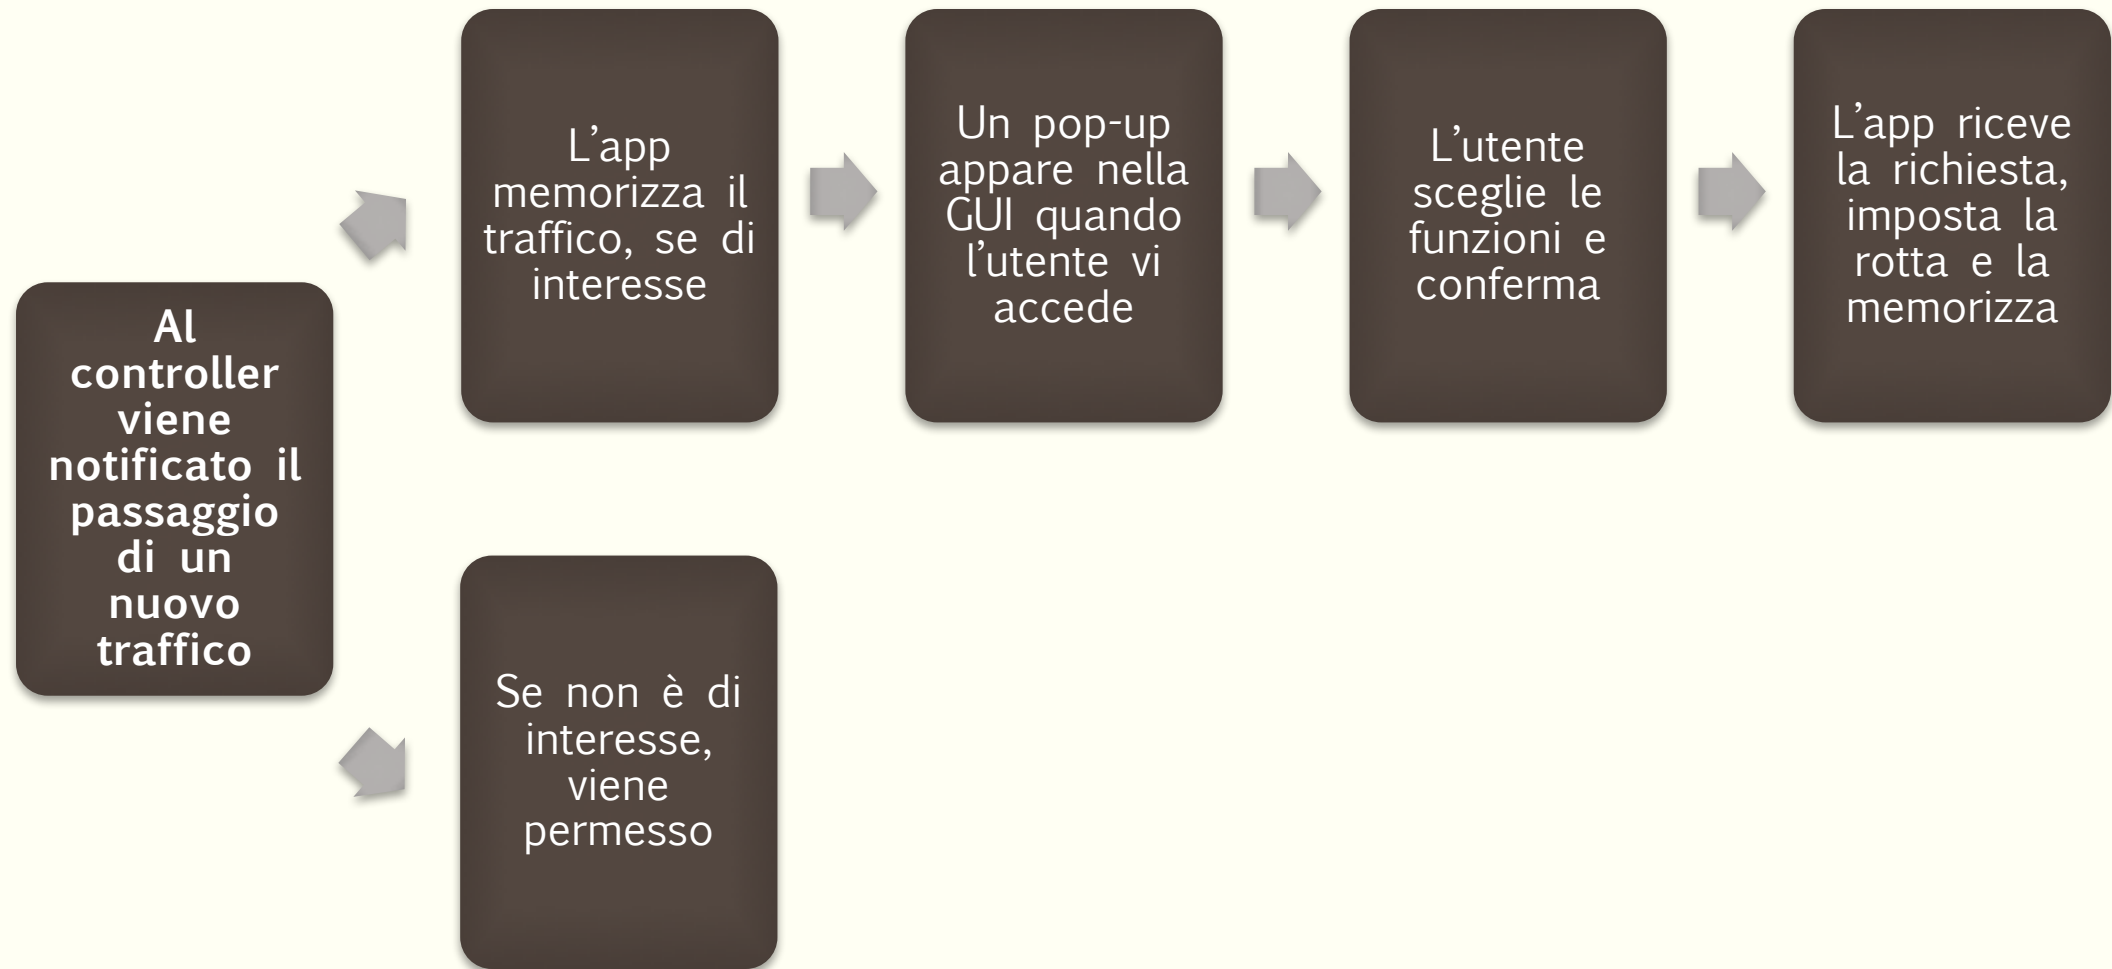 Al
controller
viene
notificato il
passaggio
di un
nuovo
traffico
L’app
memorizza il
traffico, se di
interesse
Un pop-up
appare nella
GUI quando
l’utente vi
accede
L’utente
sceglie le
funzioni e
conferma
L’app riceve
la richiesta,
imposta la
rotta e la
memorizza
Se non è di
interesse,
viene
permesso